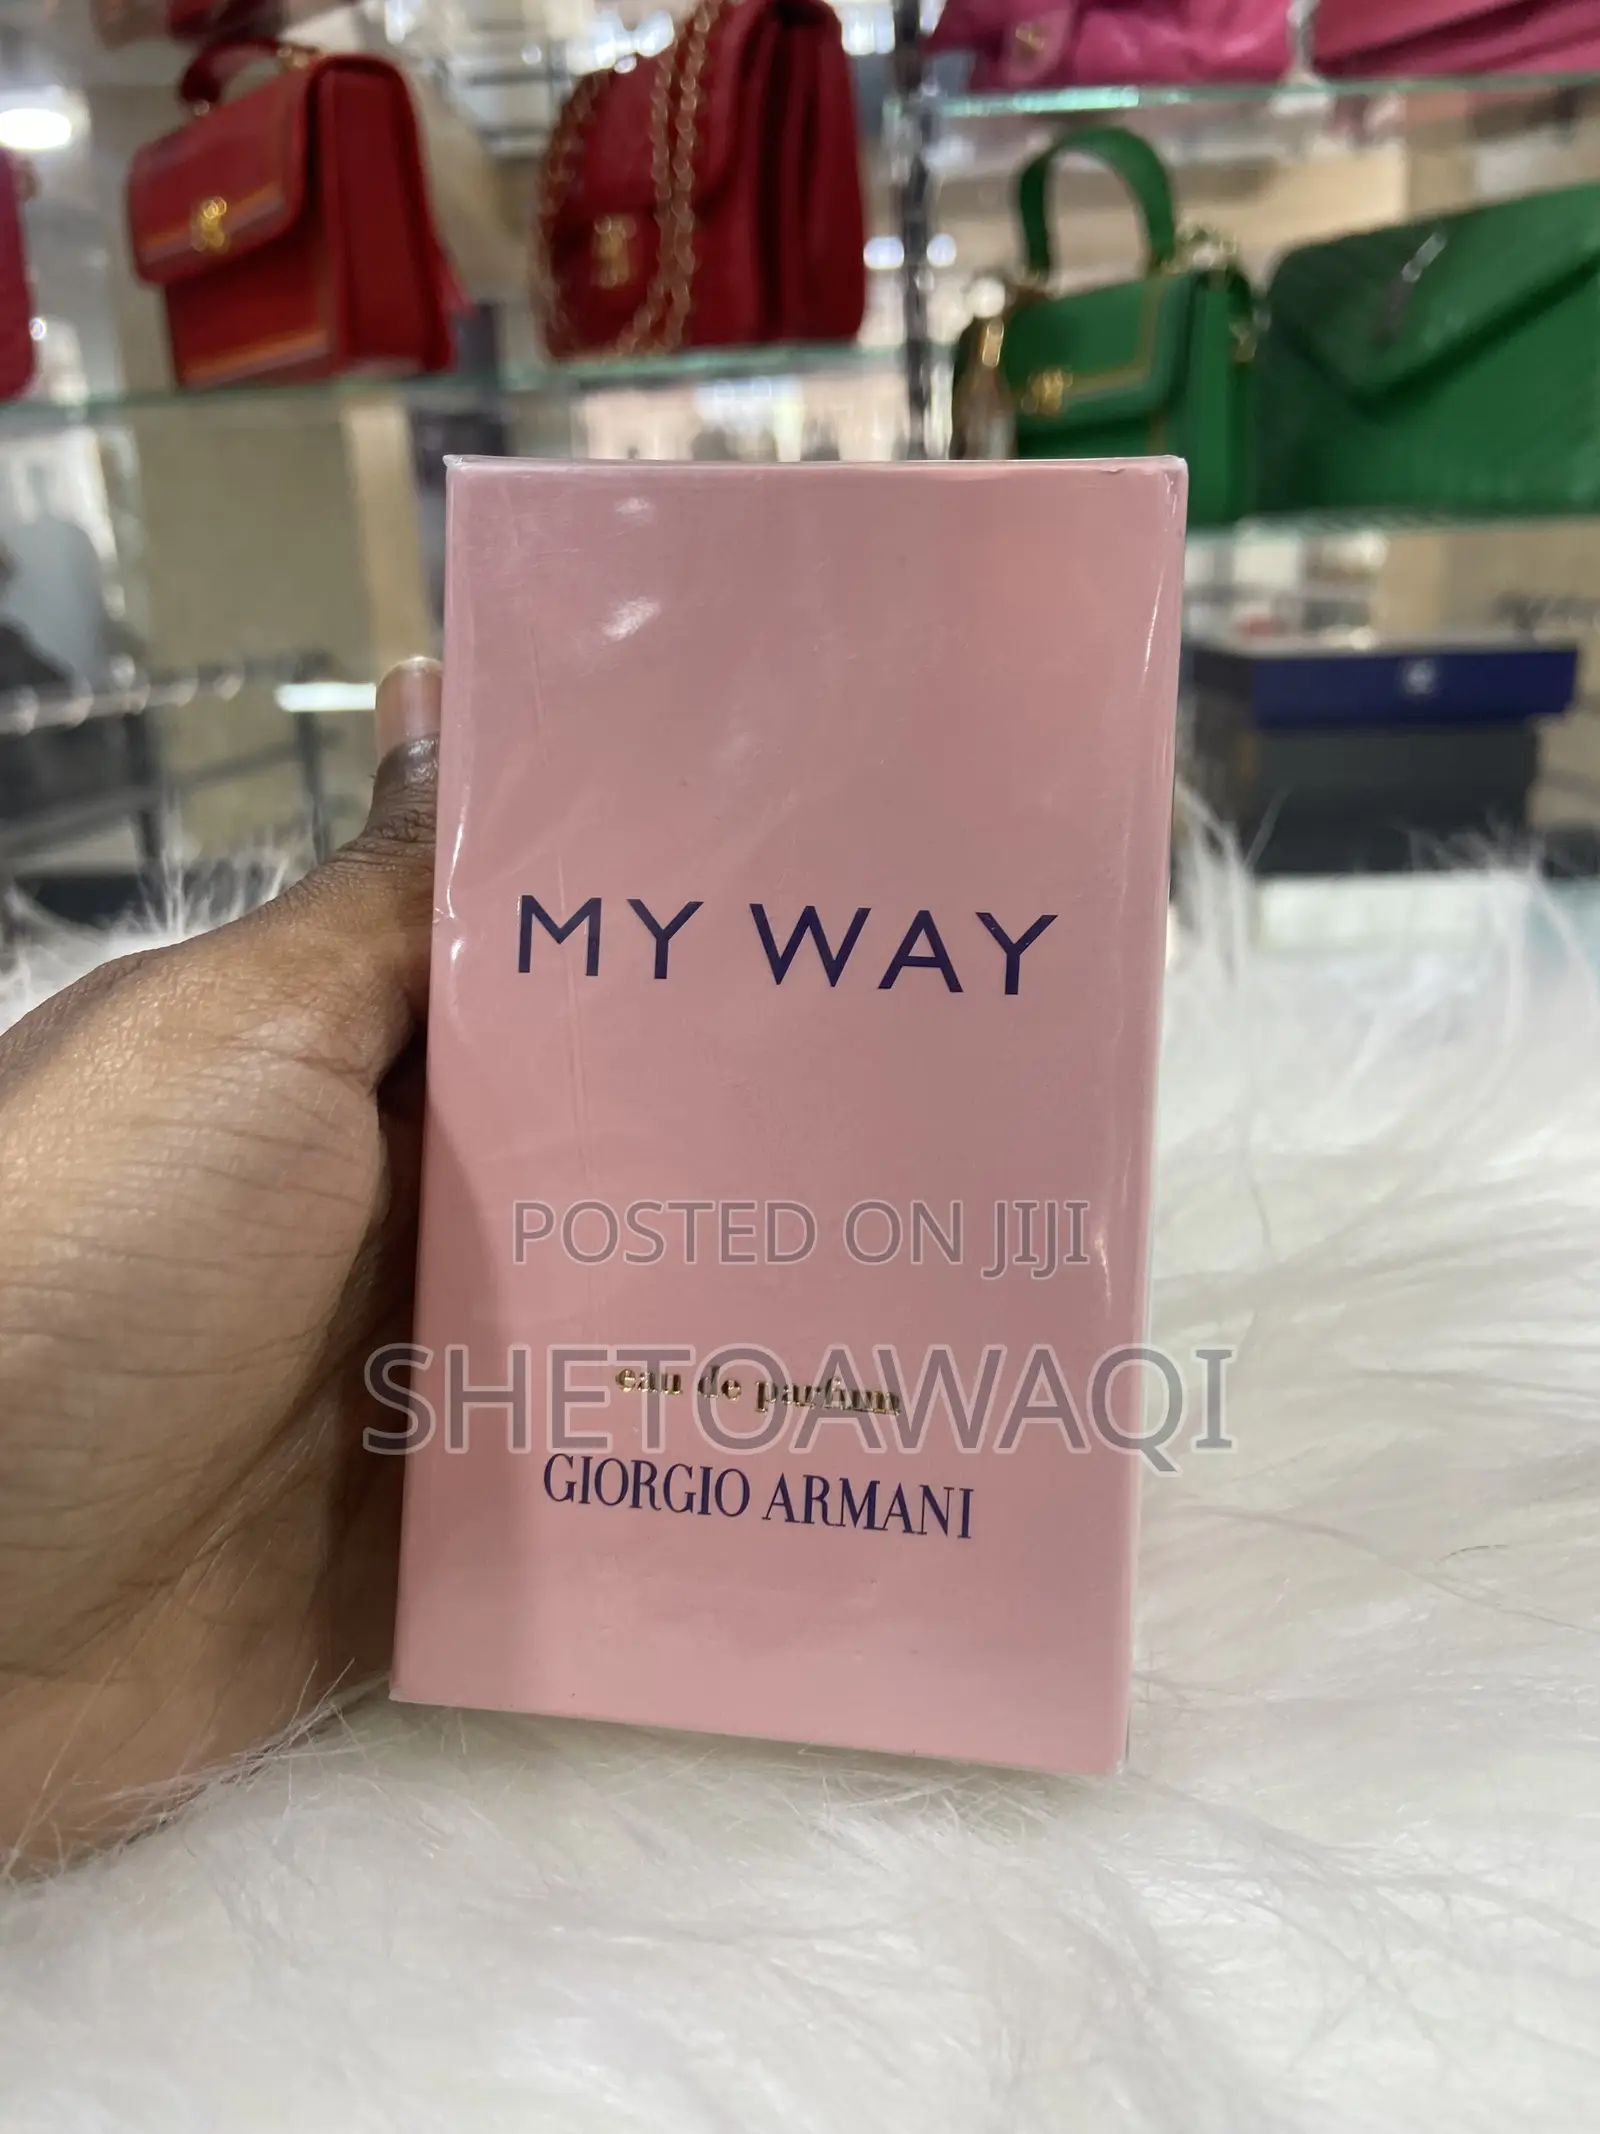 MY WAY
POSTED ON JIJI
SHETOAWAQI
eau de parfum
GIORGIO ARMANI